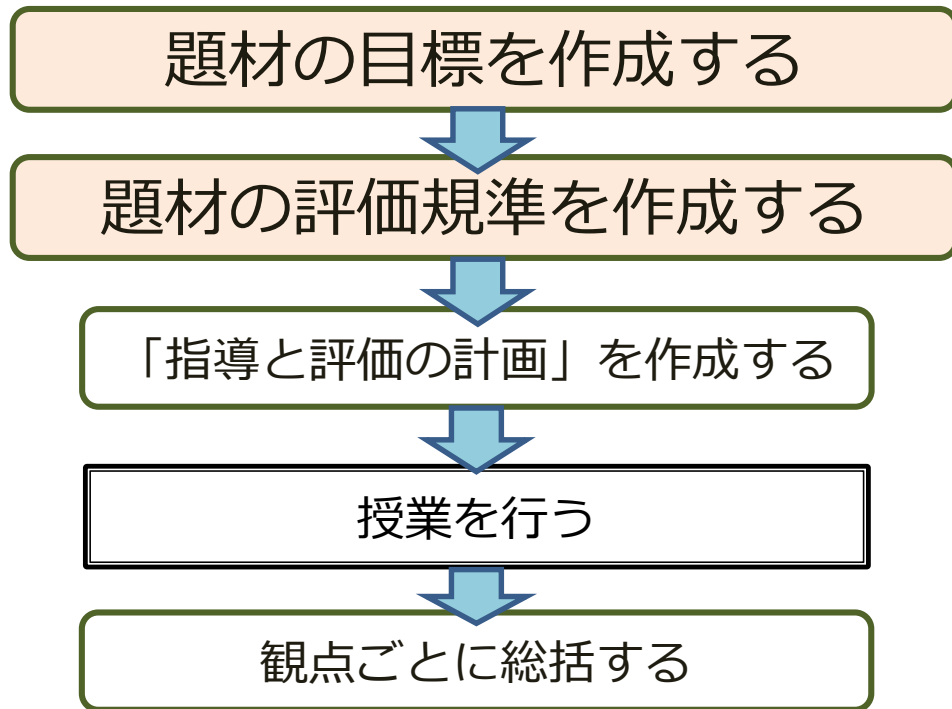 題材の目標を作成する
題材の評価規準を作成する
「指導と評価の計画」を作成する
授業を行う
観点ごとに総括する